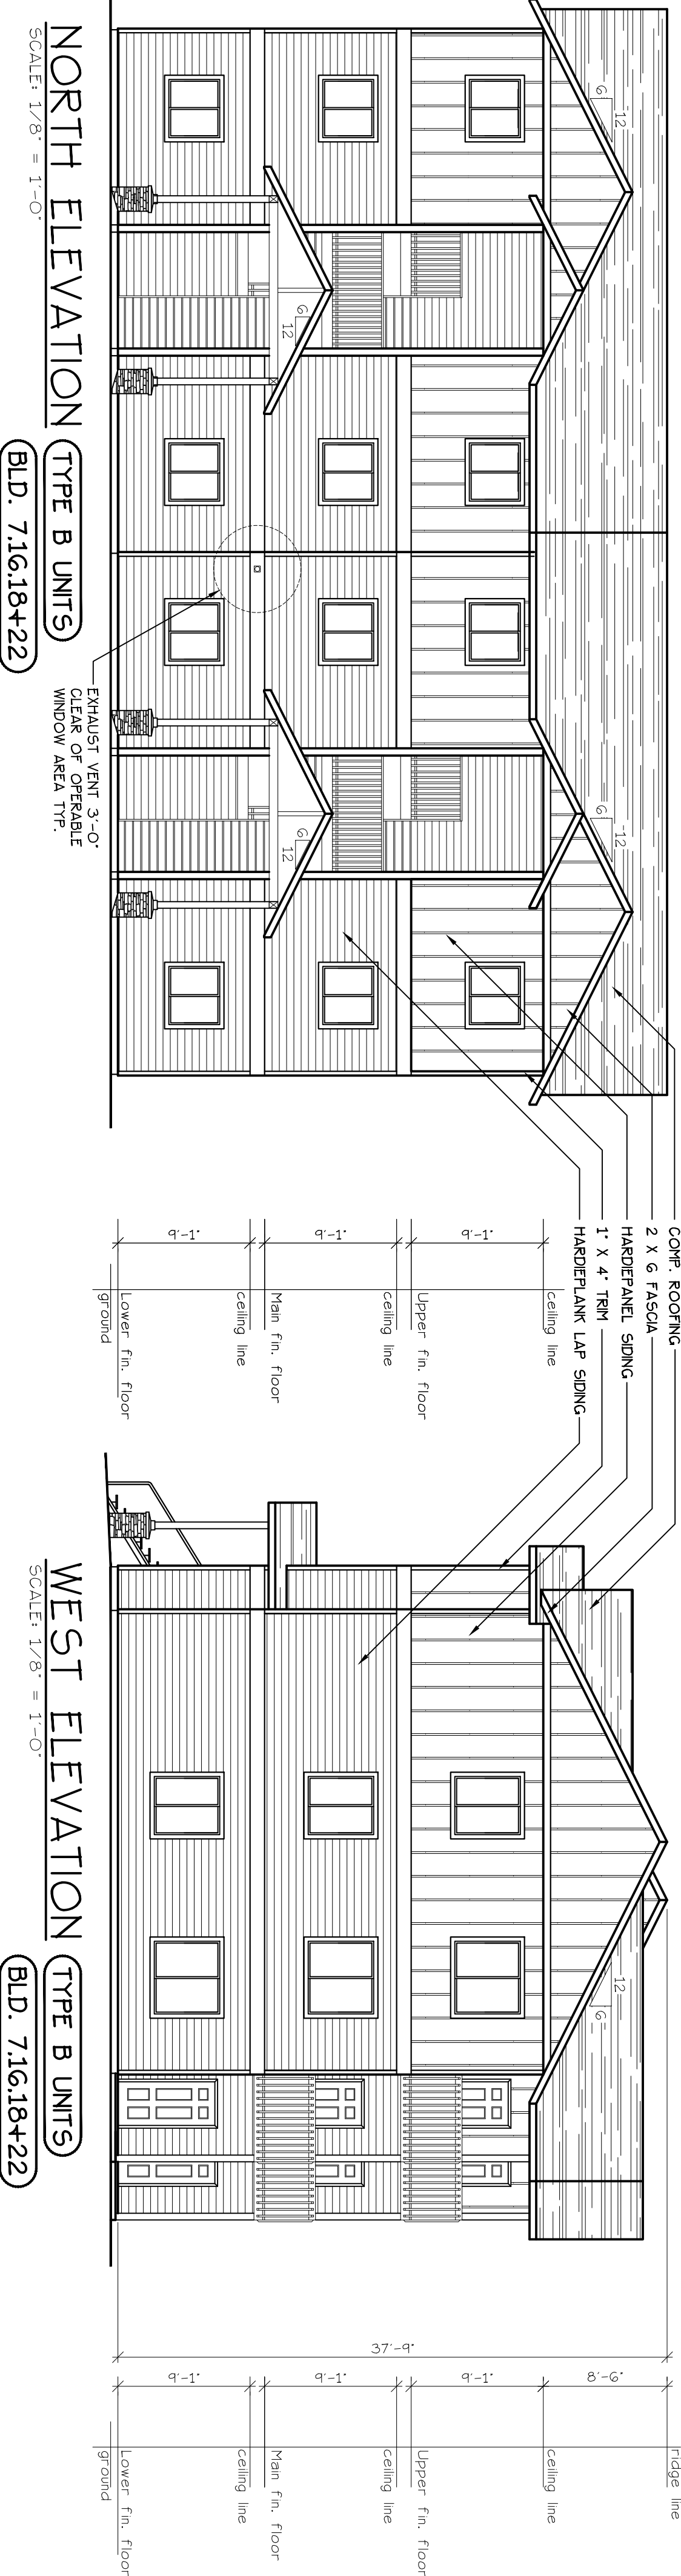 6
12
6
12
6
12
6
12
NORTH ELEVATION
SCALE: 1/8" = 1'-0"
TYPE B UNITS
BLD. 7,16,18+22
EXHAUST VENT 3'-0"
CLEAR OF OPERABLE
WINDOW AREA TYP.
COMP. ROOFING
2 X 6 FASCIA
HARDIEPANEL SIDING
1" X 4" TRIM
HARDIEPLANK LAP SIDING
9'-1"
9'-1"
9'-1"
ceiling line
Upper fin. floor
ceiling line
Main fin. floor
ceiling line
Lower fin. floor
ground
12
6
WEST ELEVATION
SCALE: 1/8" = 1'-0"
TYPE B UNITS
BLD. 7,16,18+22
37'-9"
8'-6"
9'-1"
9'-1"
9'-1"
ridge line
ceiling line
Upper fin. floor
ceiling line
Main fin. floor
ceiling line
Lower fin. floor
ground